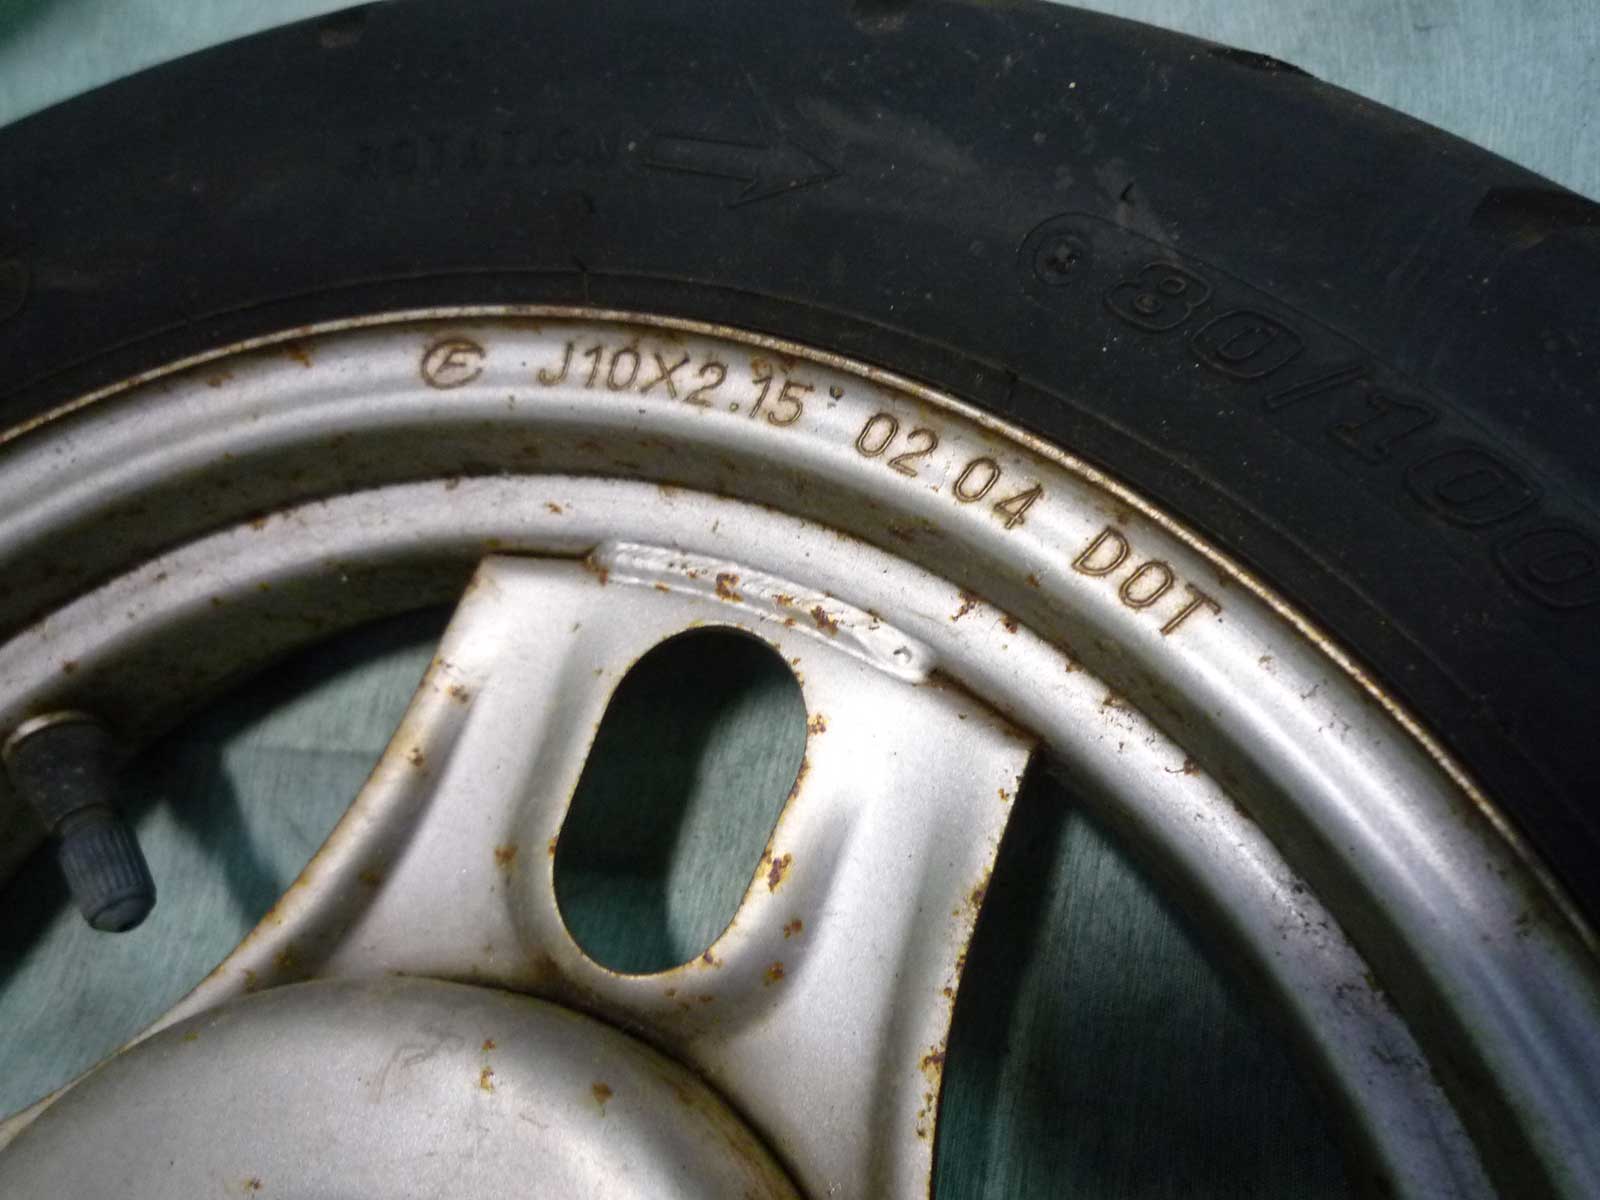 ROTATION
80/100
E J10X2.15 02 04 DOT